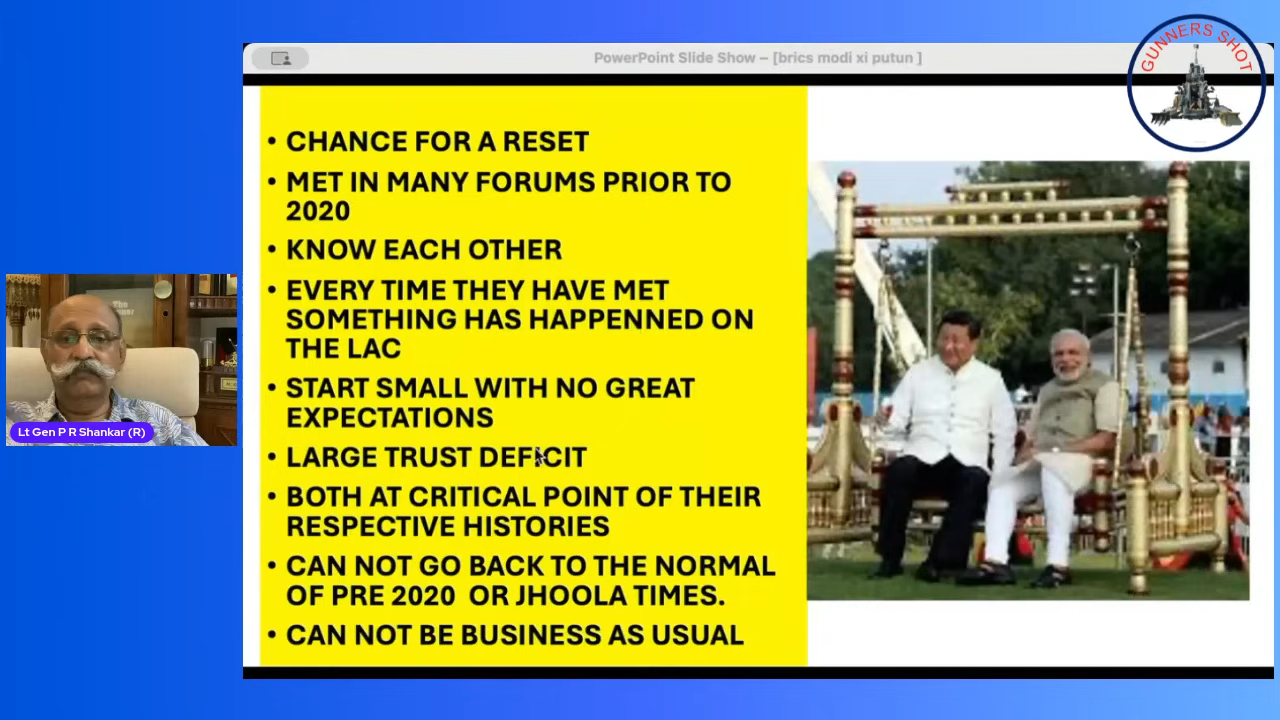 PowerPoint Slide Show – [brics modi xi putun ]
GUNNERS SHOT
• CHANCE FOR A RESET
• MET IN MANY FORUMS PRIOR TO
2020
• KNOW EACH OTHER
• EVERY TIME THEY HAVE MET
SOMETHING HAS HAPPENNED ON
THE LAC
• START SMALL WITH NO GREAT
EXPECTATIONS
• LARGE TRUST DEFICIT
• BOTH AT CRITICAL POINT OF THEIR
RESPECTIVE HISTORIES
• CAN NOT GO BACK TO THE NORMAL
OF PRE 2020 OR JHOOLA TIMES.
• CAN NOT BE BUSINESS AS USUAL
Lt Gen P R Shankar (R)